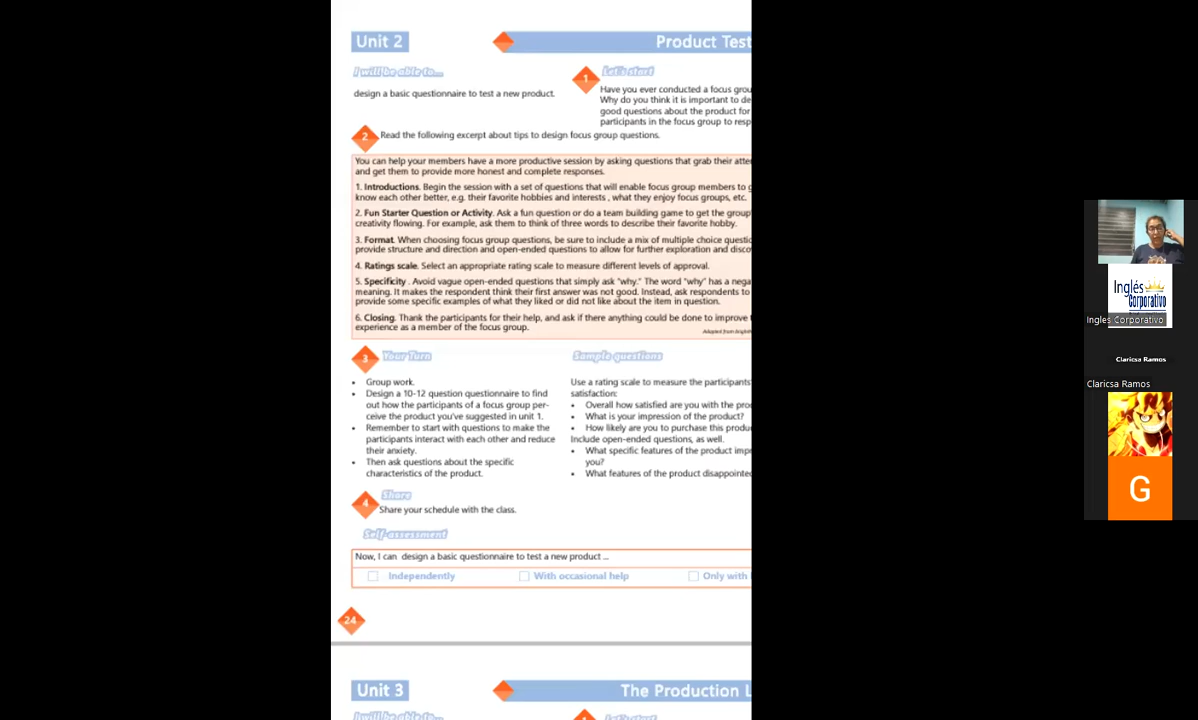 Unit 2
Product Test
I will be able to...
design a basic questionnaire to test a new product.
1
Let's start
Have you ever conducted a focus grou
Why do you think it is important to de
good questions about the product for
participants in the focus group to resp
2
Read the following excerpt about tips to design focus group questions.
You can help your members have a more productive session by asking questions that grab their atte
and get them to provide more honest and complete responses.
1. Introductions. Begin the session with a set of questions that will enable focus group members to g
know each other better, e.g. their favorite hobbies and interests , what they enjoy focus groups, etc.
2. Fun Starter Question or Activity. Ask a fun question or do a team building game to get the group
creativity flowing. For example, ask them to think of three words to describe their favorite hobby.
3. Format. When choosing focus group questions, be sure to include a mix of multiple choice questio
provide structure and direction and open-ended questions to allow for further exploration and disco
4. Ratings scale. Select an appropriate rating scale to measure different levels of approval.
5. Specificity . Avoid vague open-ended questions that simply ask "why." The word "why" has a nega
meaning. It makes the respondent think their first answer was not good. Instead, ask respondents to
provide some specific examples of what they liked or did not like about the item in question.
6. Closing. Thank the participants for their help, and ask if there anything could be done to improve t
experience as a member of the focus group.
Adapted from
3
Your Turn
• Group work.
• Design a 10-12 question questionnaire to find
out how the participants of a focus group per-
ceive the product you've suggested in unit 1.
• Remember to start with questions to make the
participants interact with each other and reduce
their anxiety.
• Then ask questions about the specific
characteristics of the product.
Sample questions
Use a rating scale to measure the participants
satisfaction:
• Overall how satisfied are you with the pro
• What is your impression of the product?
• How likely are you to purchase this produ
Include open-ended questions, as well.
• What specific features of the product impr
you?
• What features of the product disappointe
4
Share
Share your schedule with the class.
Self-assessment
Now, I can design a basic questionnaire to test a new product ...
Independently
With occasional help
Only with
24
Unit 3
The Production L
I will be able to...
1
Let's start
Inglés
Corporativo
Ingles Corporativo
Claricsa Ramos
Claricsa Ramos
G